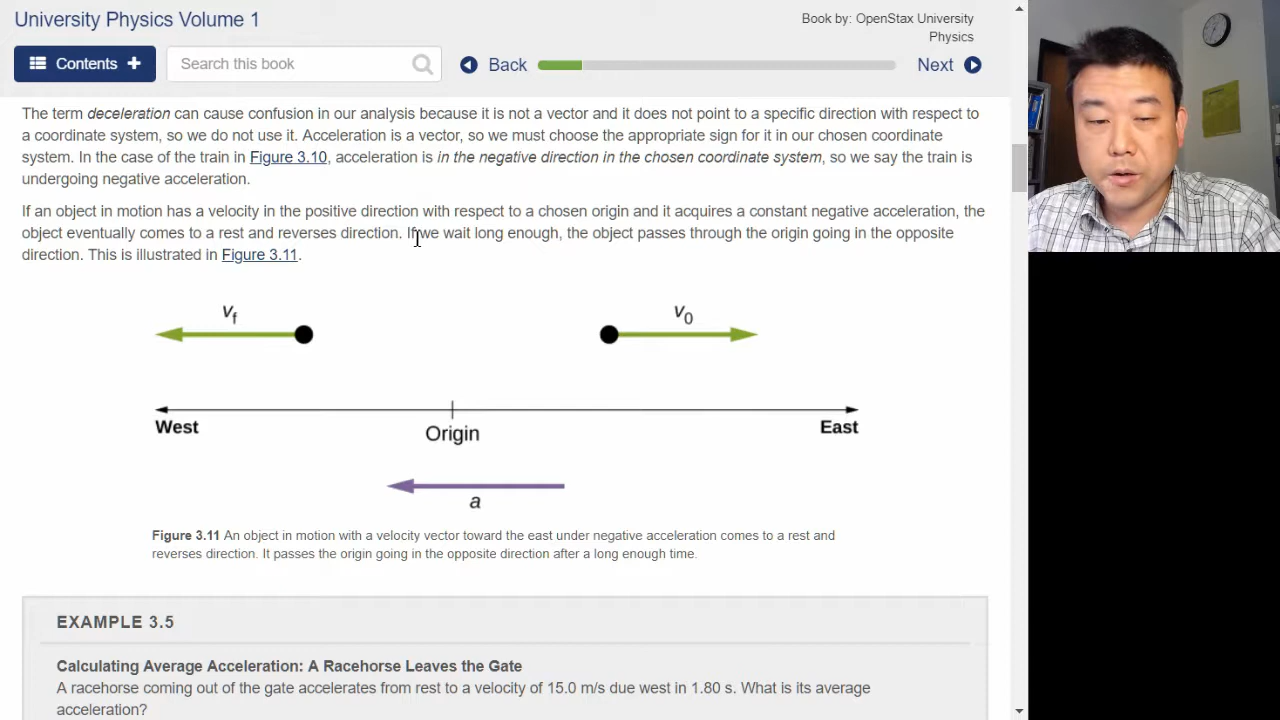 University Physics Volume 1
Book by: OpenStax University
Physics
Contents +
Search this book
Back
Next
The term deceleration can cause confusion in our analysis because it is not a vector and it does not point to a specific direction with respect to
a coordinate system, so we do not use it. Acceleration is a vector, so we must choose the appropriate sign for it in our chosen coordinate
system. In the case of the train in Figure 3.10, acceleration is in the negative direction in the chosen coordinate system, so we say the train is
undergoing negative acceleration.
If an object in motion has a velocity in the positive direction with respect to a chosen origin and it acquires a constant negative acceleration, the
object eventually comes to a rest and reverses direction. If we wait long enough, the object passes through the origin going in the opposite
direction. This is illustrated in Figure 3.11.
vf
v0
West
Origin
East
a
Figure 3.11 An object in motion with a velocity vector toward the east under negative acceleration comes to a rest and
reverses direction. It passes the origin going in the opposite direction after a long enough time.
EXAMPLE 3.5
Calculating Average Acceleration: A Racehorse Leaves the Gate
A racehorse coming out of the gate accelerates from rest to a velocity of 15.0 m/s due west in 1.80 s. What is its average
acceleration?